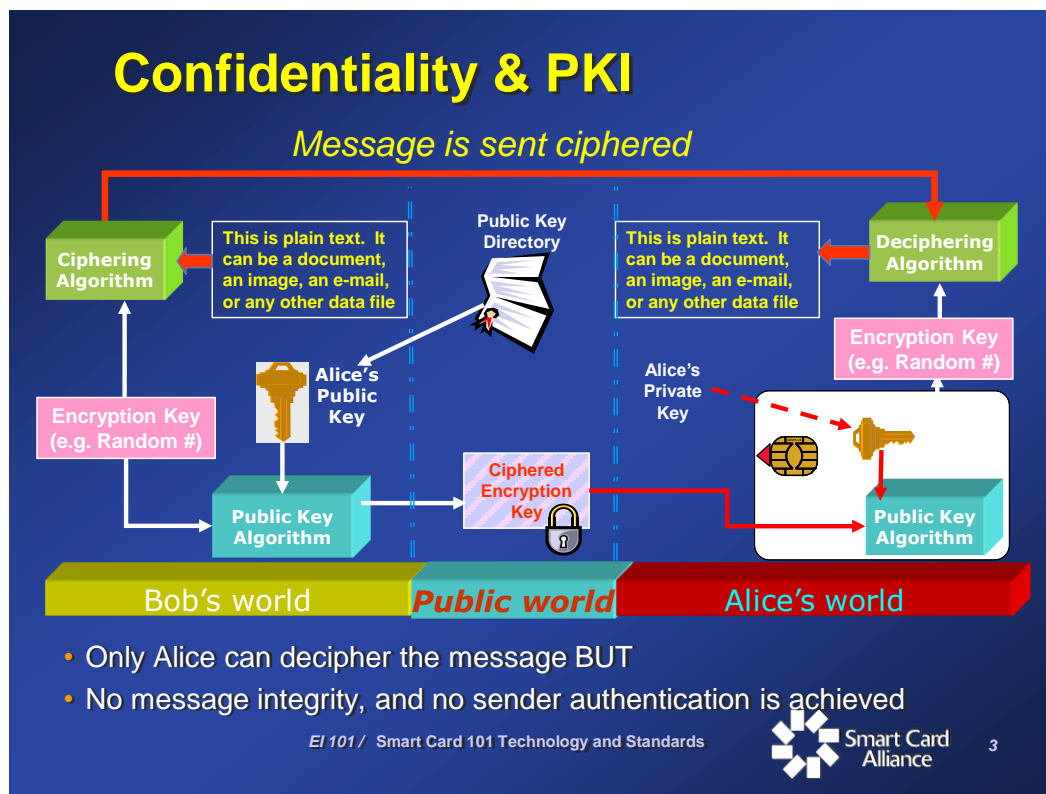 Confidentiality & PKI
Message is sent ciphered
Ciphering
Algorithm
This is plain text. It
can be a document,
an image, an e-mail,
or any other data file
Public Key
Directory
This is plain text. It
can be a document,
an image, an e-mail,
or any other data file
Deciphering
Algorithm
Encryption Key
(e.g. Random #)
Alice's
Public
Key
Alice's
Private
Key
Encryption Key
(e.g. Random #)
Ciphered
Encryption
Key
Public Key
Algorithm
Public Key
Algorithm
Bob's world
Public world
Alice's world
• Only Alice can decipher the message BUT
• No message integrity, and no sender authentication is achieved
EI 101 / Smart Card 101 Technology and Standards
Smart Card
Alliance
3